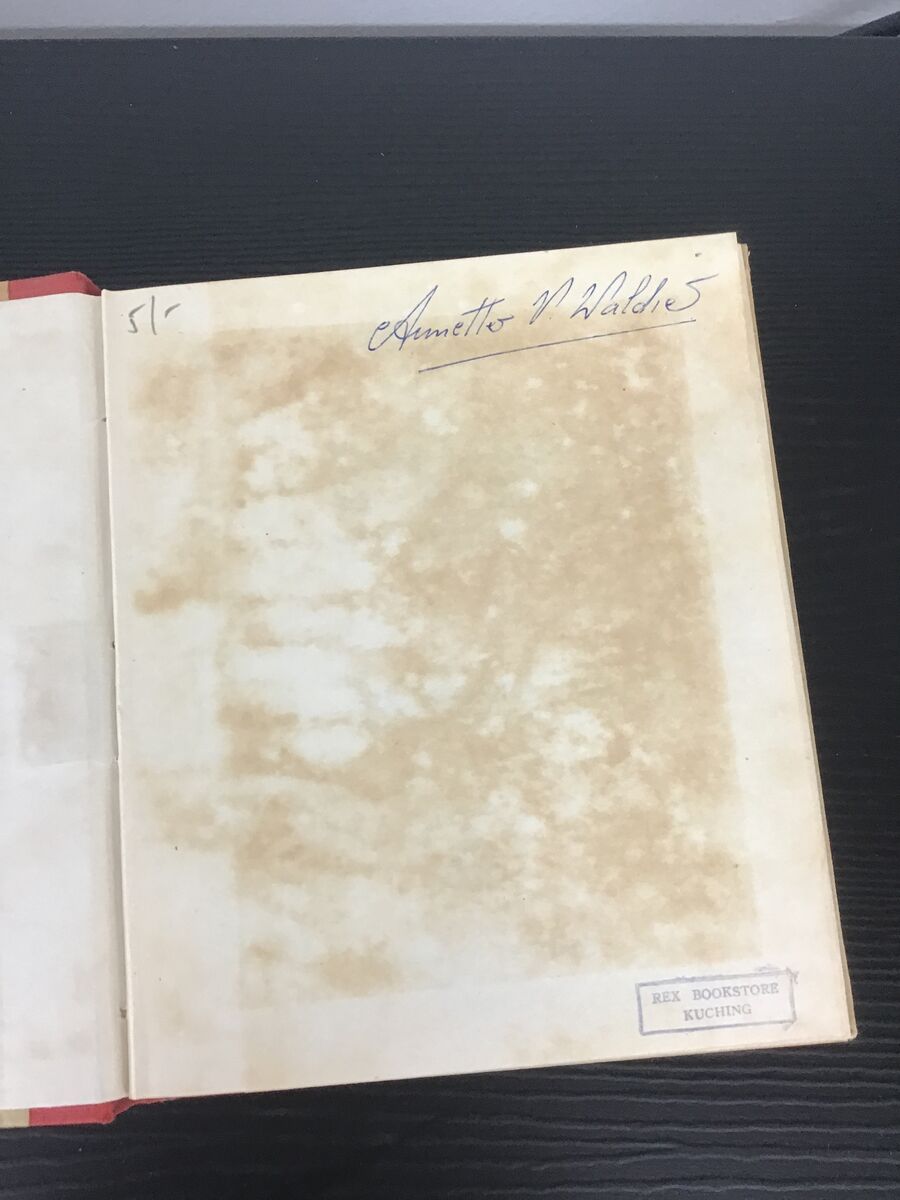 5/-
Annette V. Waldie
REX BOOKSTORE
KUCHING